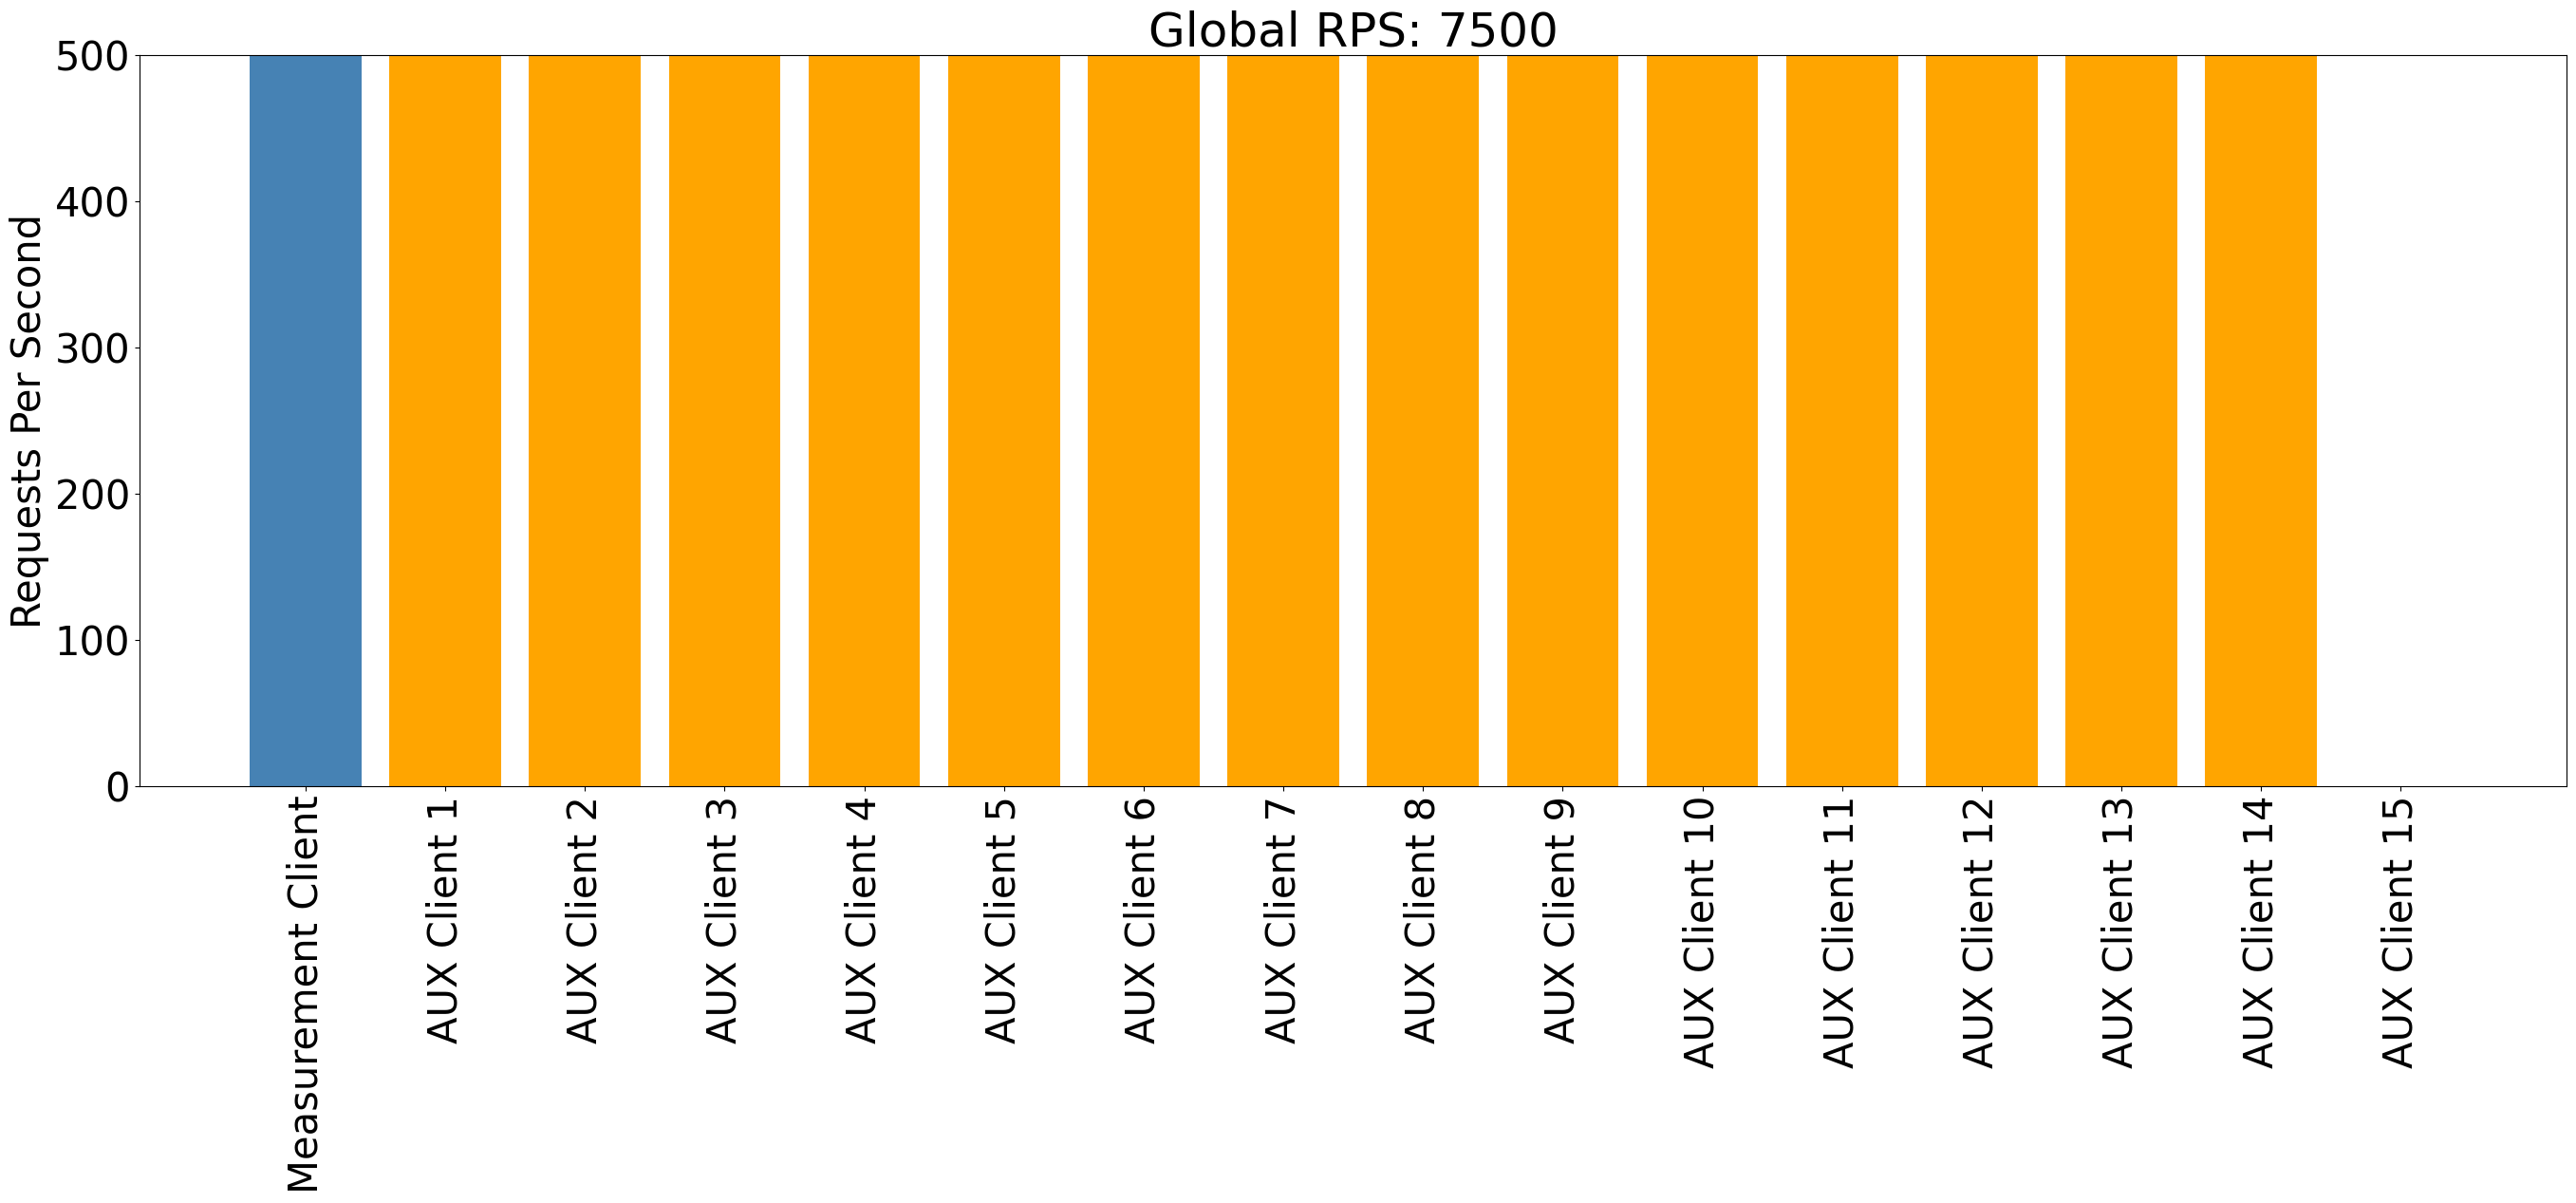 Global RPS: 7500
Requests Per Second
500
400
300
200
100
0
Measurement Client
AUX Client 1
AUX Client 2
AUX Client 3
AUX Client 4
AUX Client 5
AUX Client 6
AUX Client 7
AUX Client 8
AUX Client 9
AUX Client 10
AUX Client 11
AUX Client 12
AUX Client 13
AUX Client 14
AUX Client 15